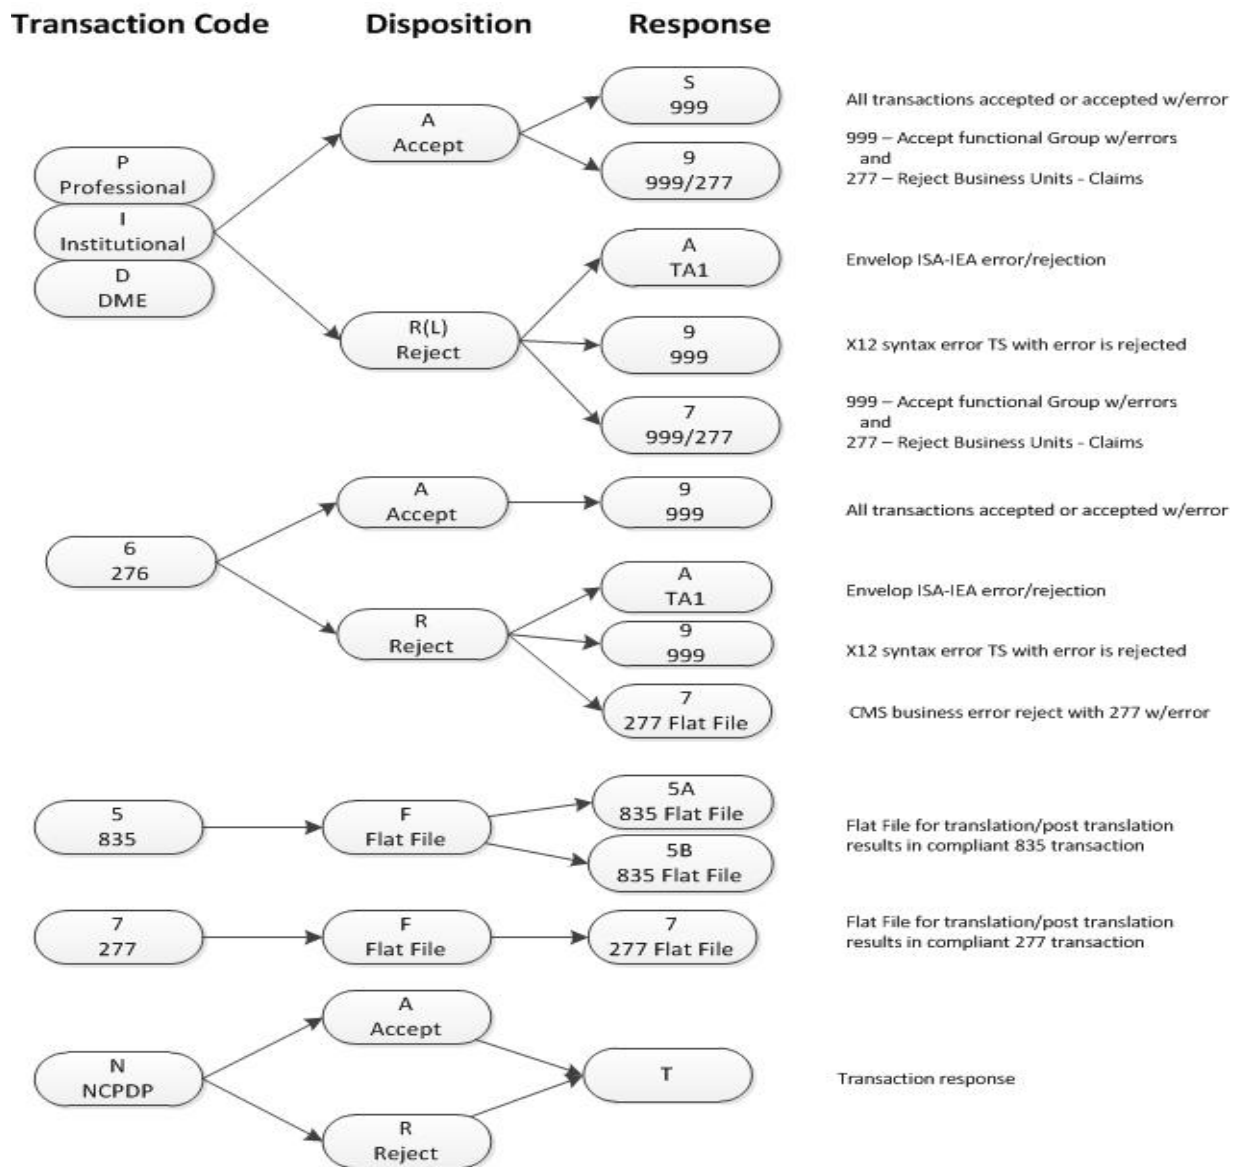 Transaction Code Disposition Response
P
Professional
I
Institutional
D
DME
A
Accept
S
999
All transactions accepted or accepted w/error
9
999/277
999 – Accept functional Group w/errors
and
277 – Reject Business Units - Claims
R(L)
Reject
A
TA1
Envelop ISA-IEA error/rejection
9
999
X12 syntax error TS with error is rejected
7
999/277
999 – Accept functional Group w/errors
and
277 – Reject Business Units - Claims
6
276
A
Accept
9
999
All transactions accepted or accepted w/error
R
Reject
A
TA1
Envelop ISA-IEA error/rejection
9
999
X12 syntax error TS with error is rejected
7
277 Flat File
CMS business error reject with 277 w/error
5
835
F
Flat File
5A
835 Flat File
5B
835 Flat File
Flat File for translation/post translation
results in compliant 835 transaction
7
277
F
Flat File
7
277 Flat File
Flat File for translation/post translation
results in compliant 277 transaction
N
NCPDP
A
Accept
R
Reject
T
Transaction response